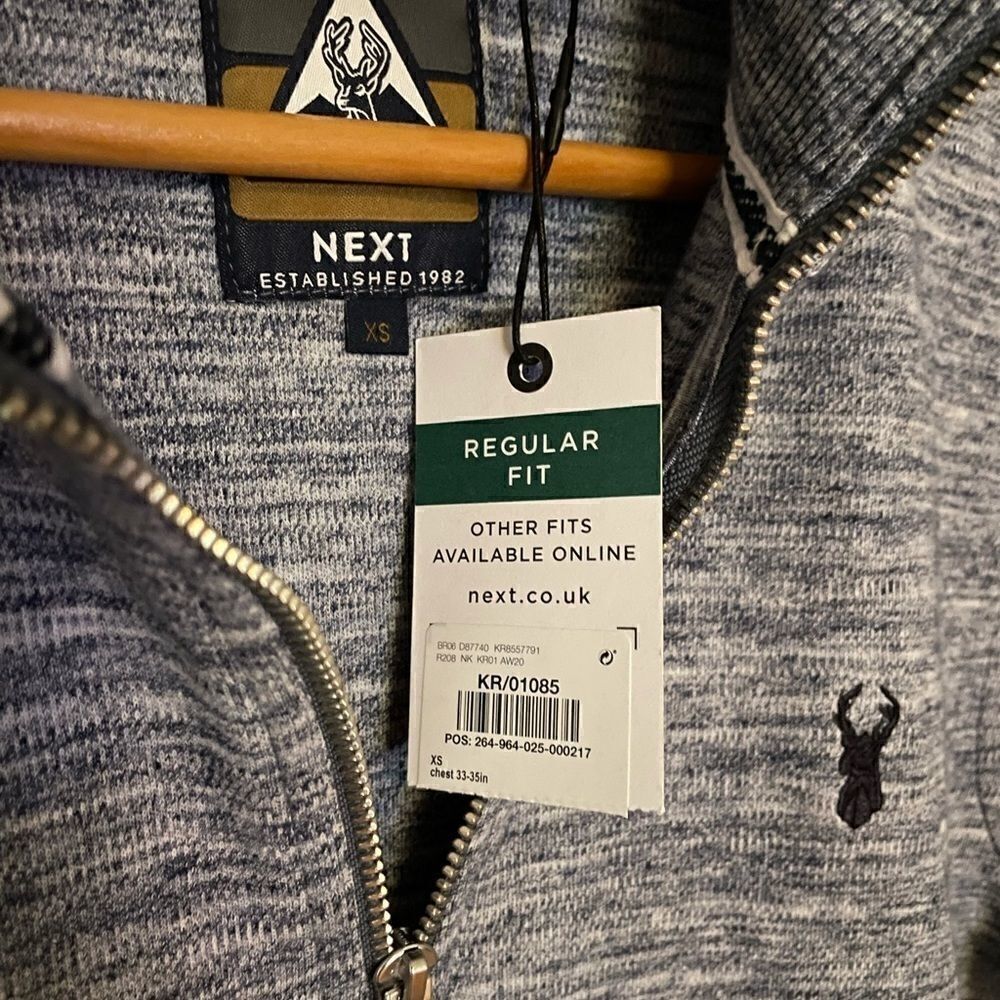 NEXT
ESTABLISHED 1982
XS
REGULAR
FIT
OTHER FITS
AVAILABLE ONLINE
next.co.uk
BR06 D87740 KR8557791
R208 NK KR01 AW20
KR/01085
POS: 264-964-025-000217
XS
chest 33-35in